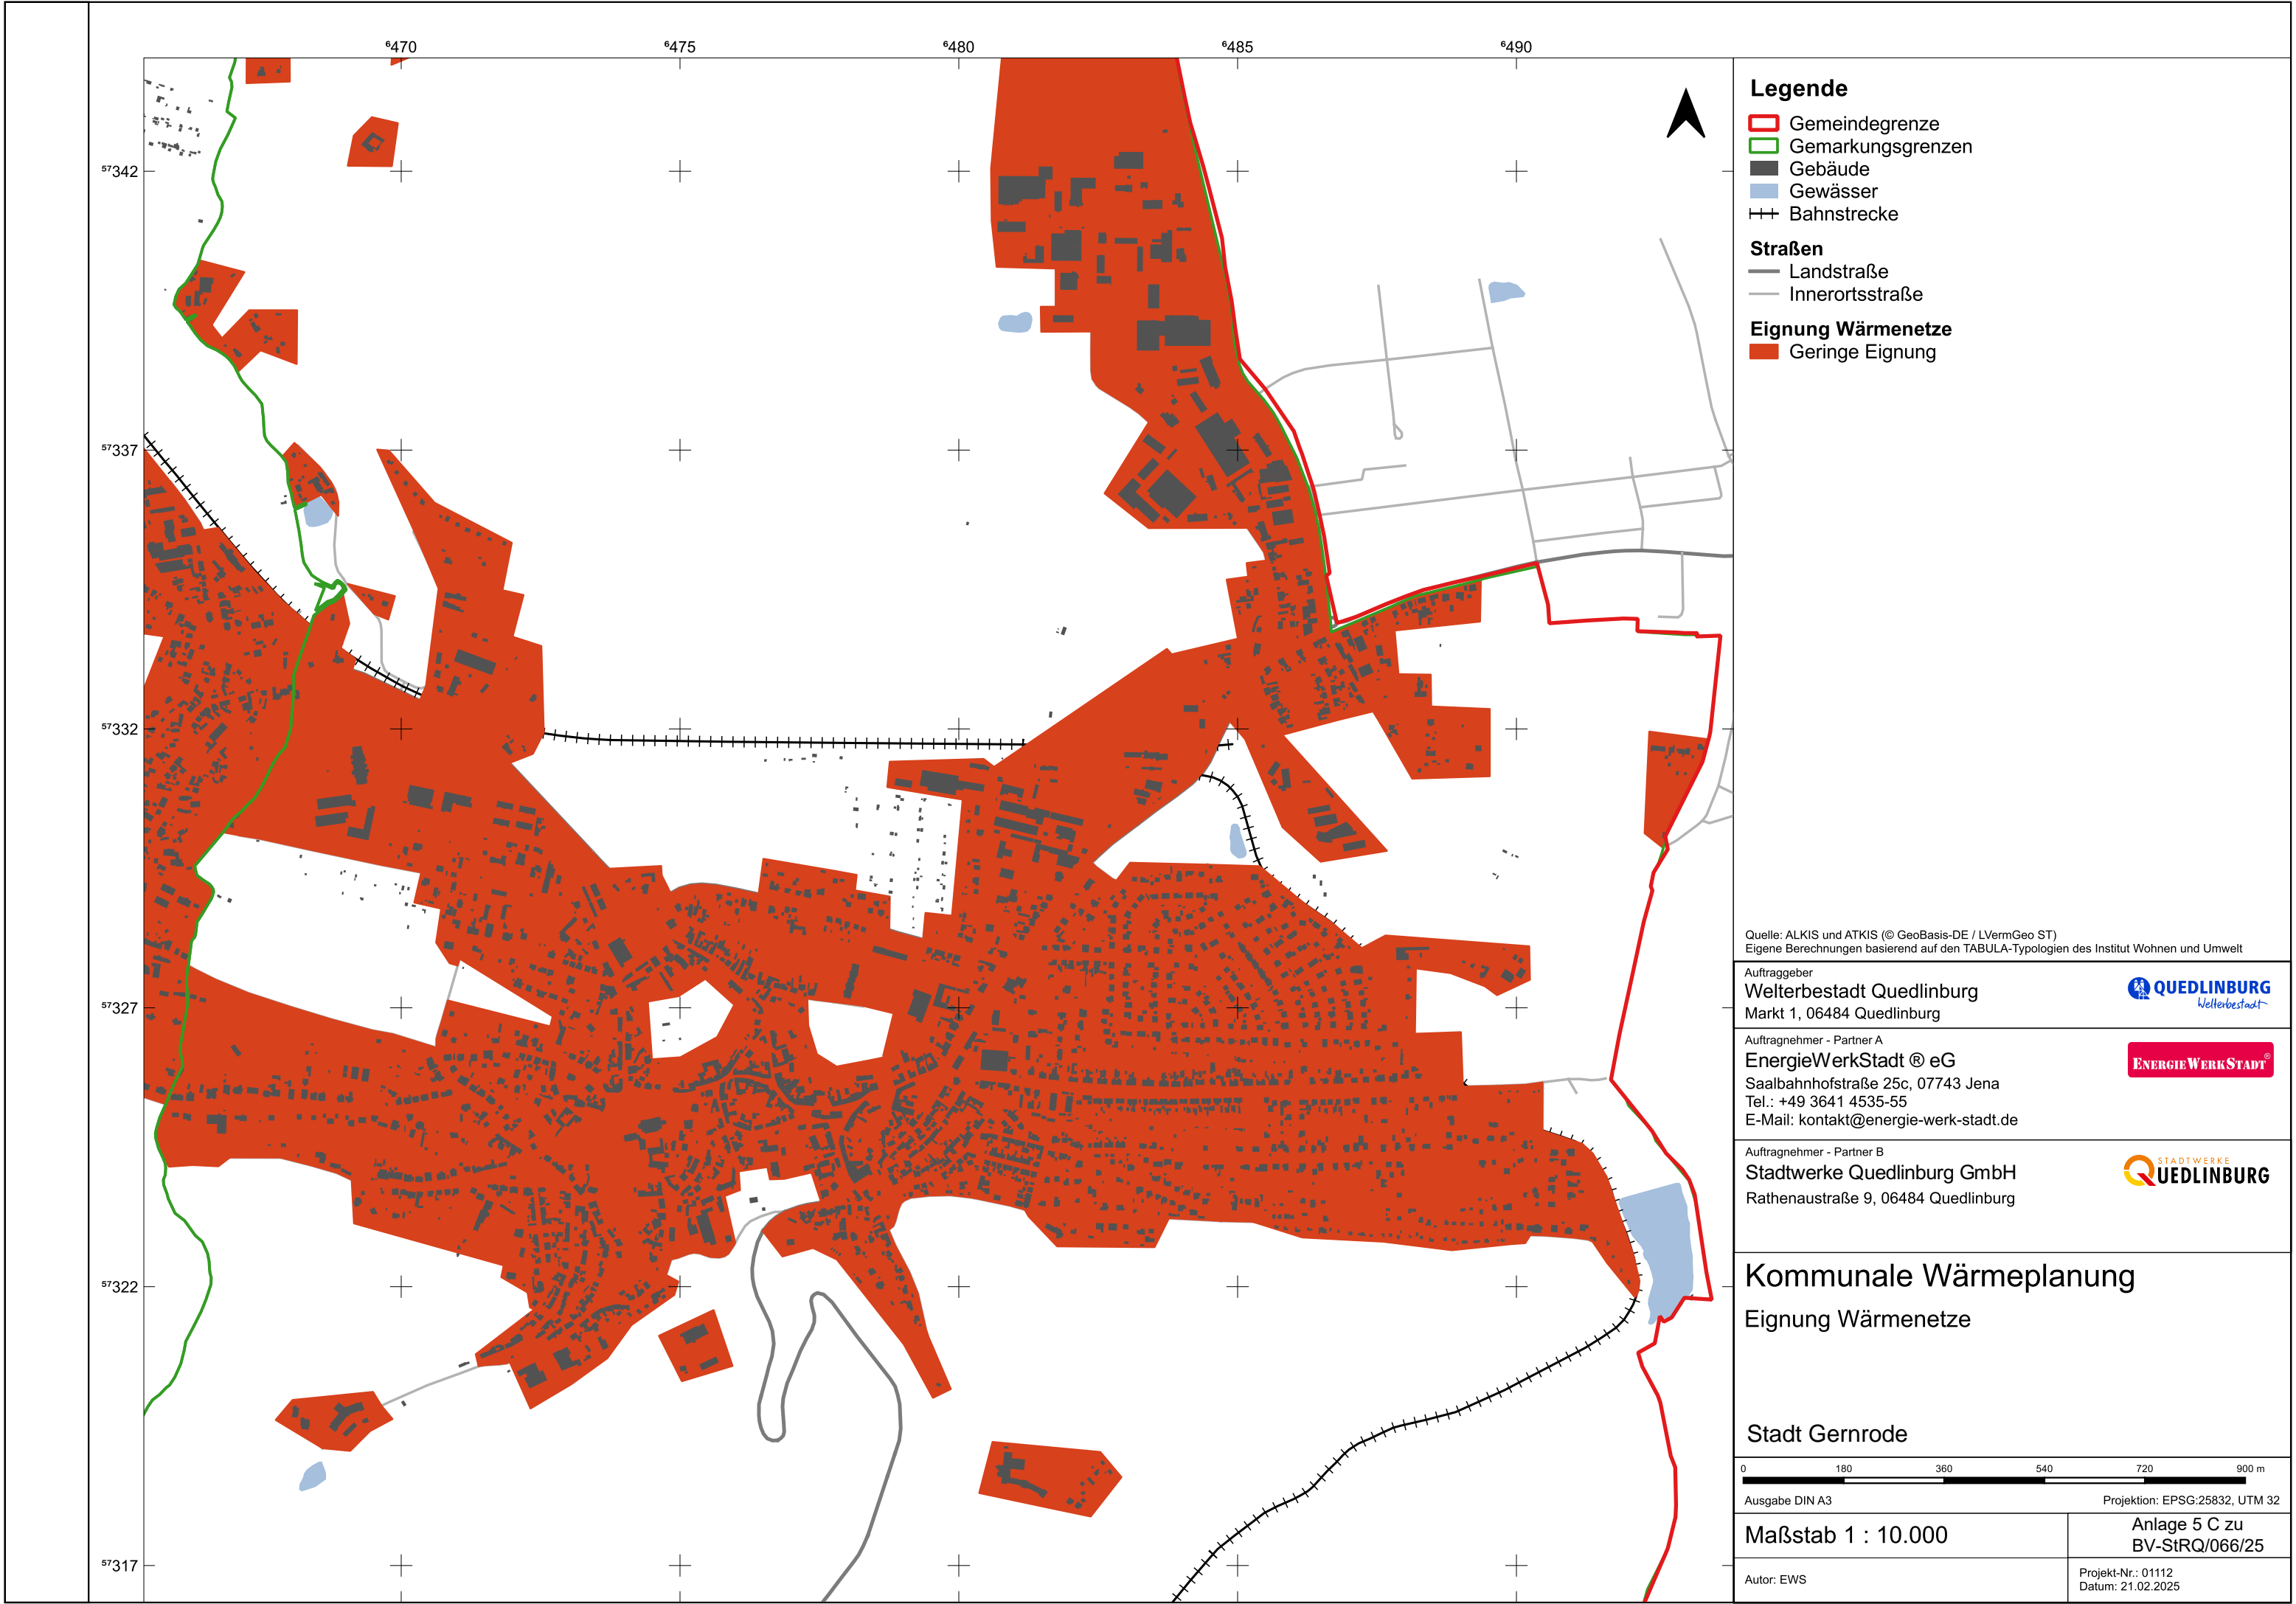 ⁶470 ⁶475 ⁶480 ⁶485 ⁶490
⁵⁷342
⁵⁷337
⁵⁷332
⁵⁷327
⁵⁷322
⁵⁷317
Legende
Gemeindegrenze
Gemarkungsgrenzen
Gebäude
Gewässer
Bahnstrecke
Straßen
Landstraße
Innerortsstraße
Eignung Wärmenetze
Geringe Eignung
Quelle: ALKIS und ATKIS (© GeoBasis-DE / LVermGeo ST)
Eigene Berechnungen basierend auf den TABULA-Typologien des Institut Wohnen und Umwelt
Auftraggeber
Welterbestadt Quedlinburg
Markt 1, 06484 Quedlinburg
QUEDLINBURG
Welterbestadt
Auftragnehmer - Partner A
EnergieWerkStadt ® eG
Saalbahnhofstraße 25c, 07743 Jena
Tel.: +49 3641 4535-55
E-Mail: kontakt@energie-werk-stadt.de
ENERGIEWERKSTADT®
Auftragnehmer - Partner B
Stadtwerke Quedlinburg GmbH
Rathenaustraße 9, 06484 Quedlinburg
STADTWERKE
QUEDLINBURG
Kommunale Wärmeplanung
Eignung Wärmenetze
Stadt Gernrode
0 180 360 540 720 900 m
Ausgabe DIN A3 Projektion: EPSG:25832, UTM 32
Maßstab 1 : 10.000
Anlage 5 C zu
BV-StRQ/066/25
Autor: EWS
Projekt-Nr.: 01112
Datum: 21.02.2025